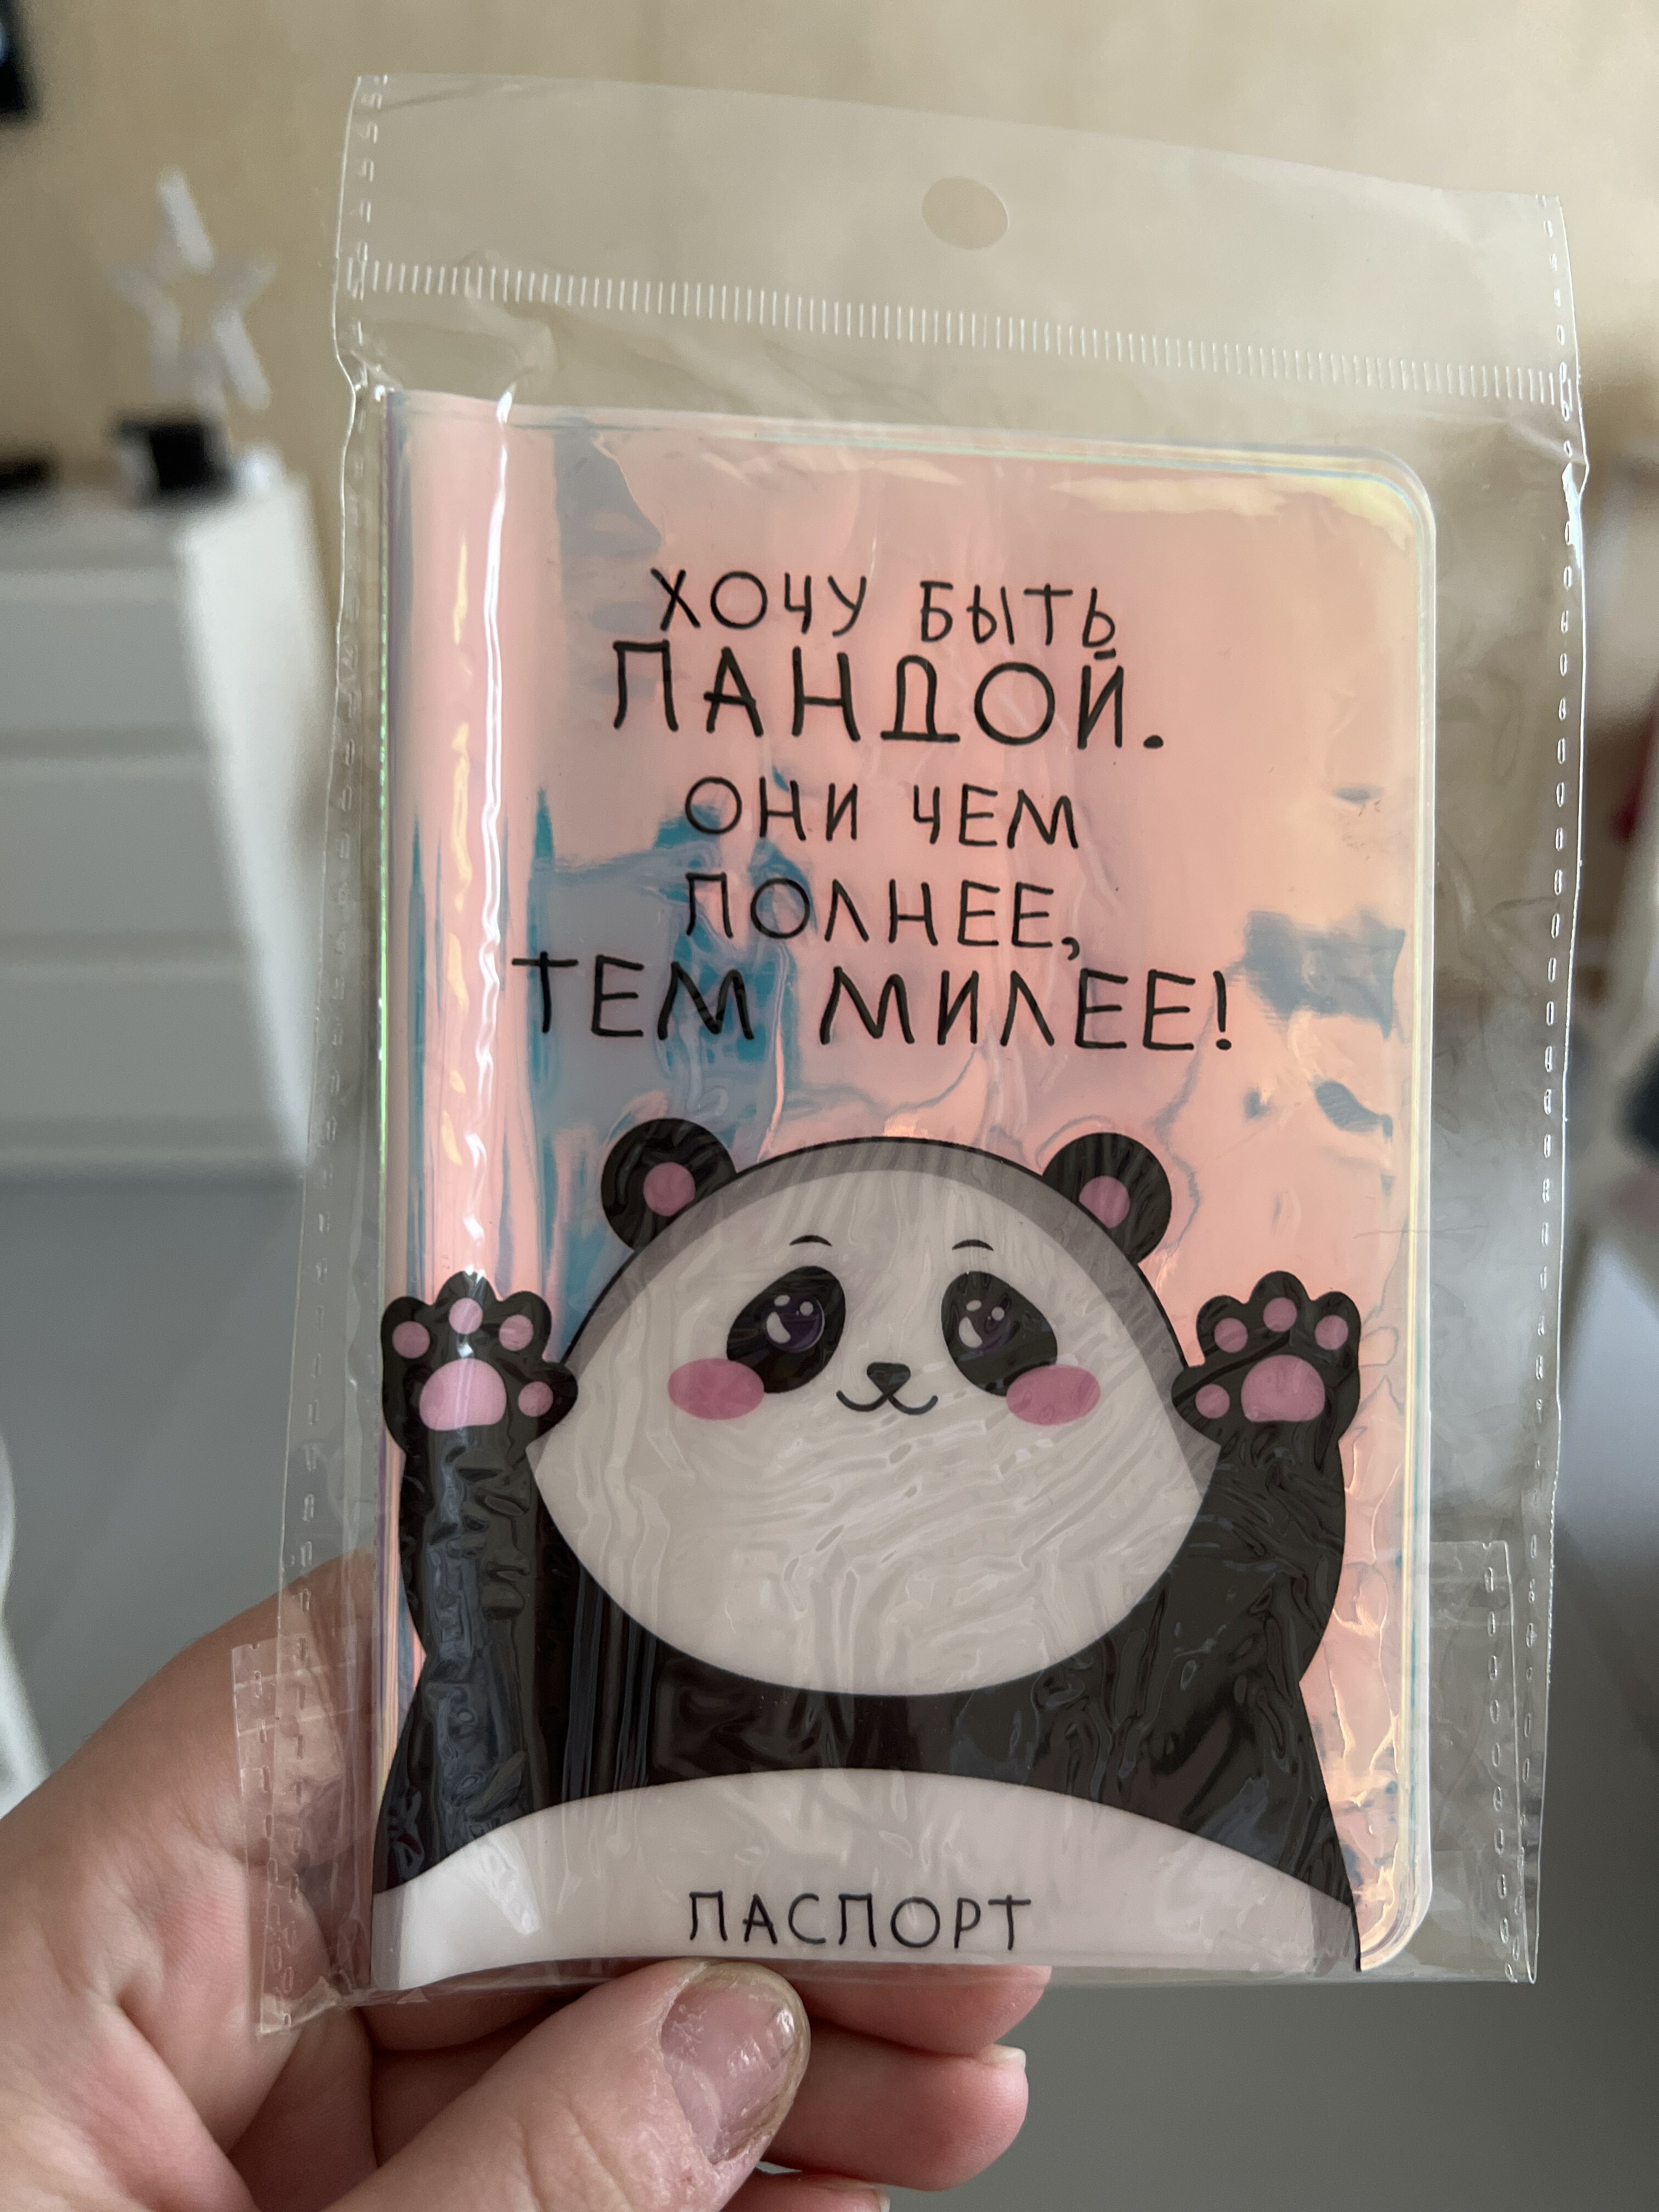 ХОЧУ БЫТЬ
ПАНДОЙ.
ОНИ ЧЕМ
ПОЛНЕЕ,
ТЕМ МИЛЕЕ!
ПАСПОРТ